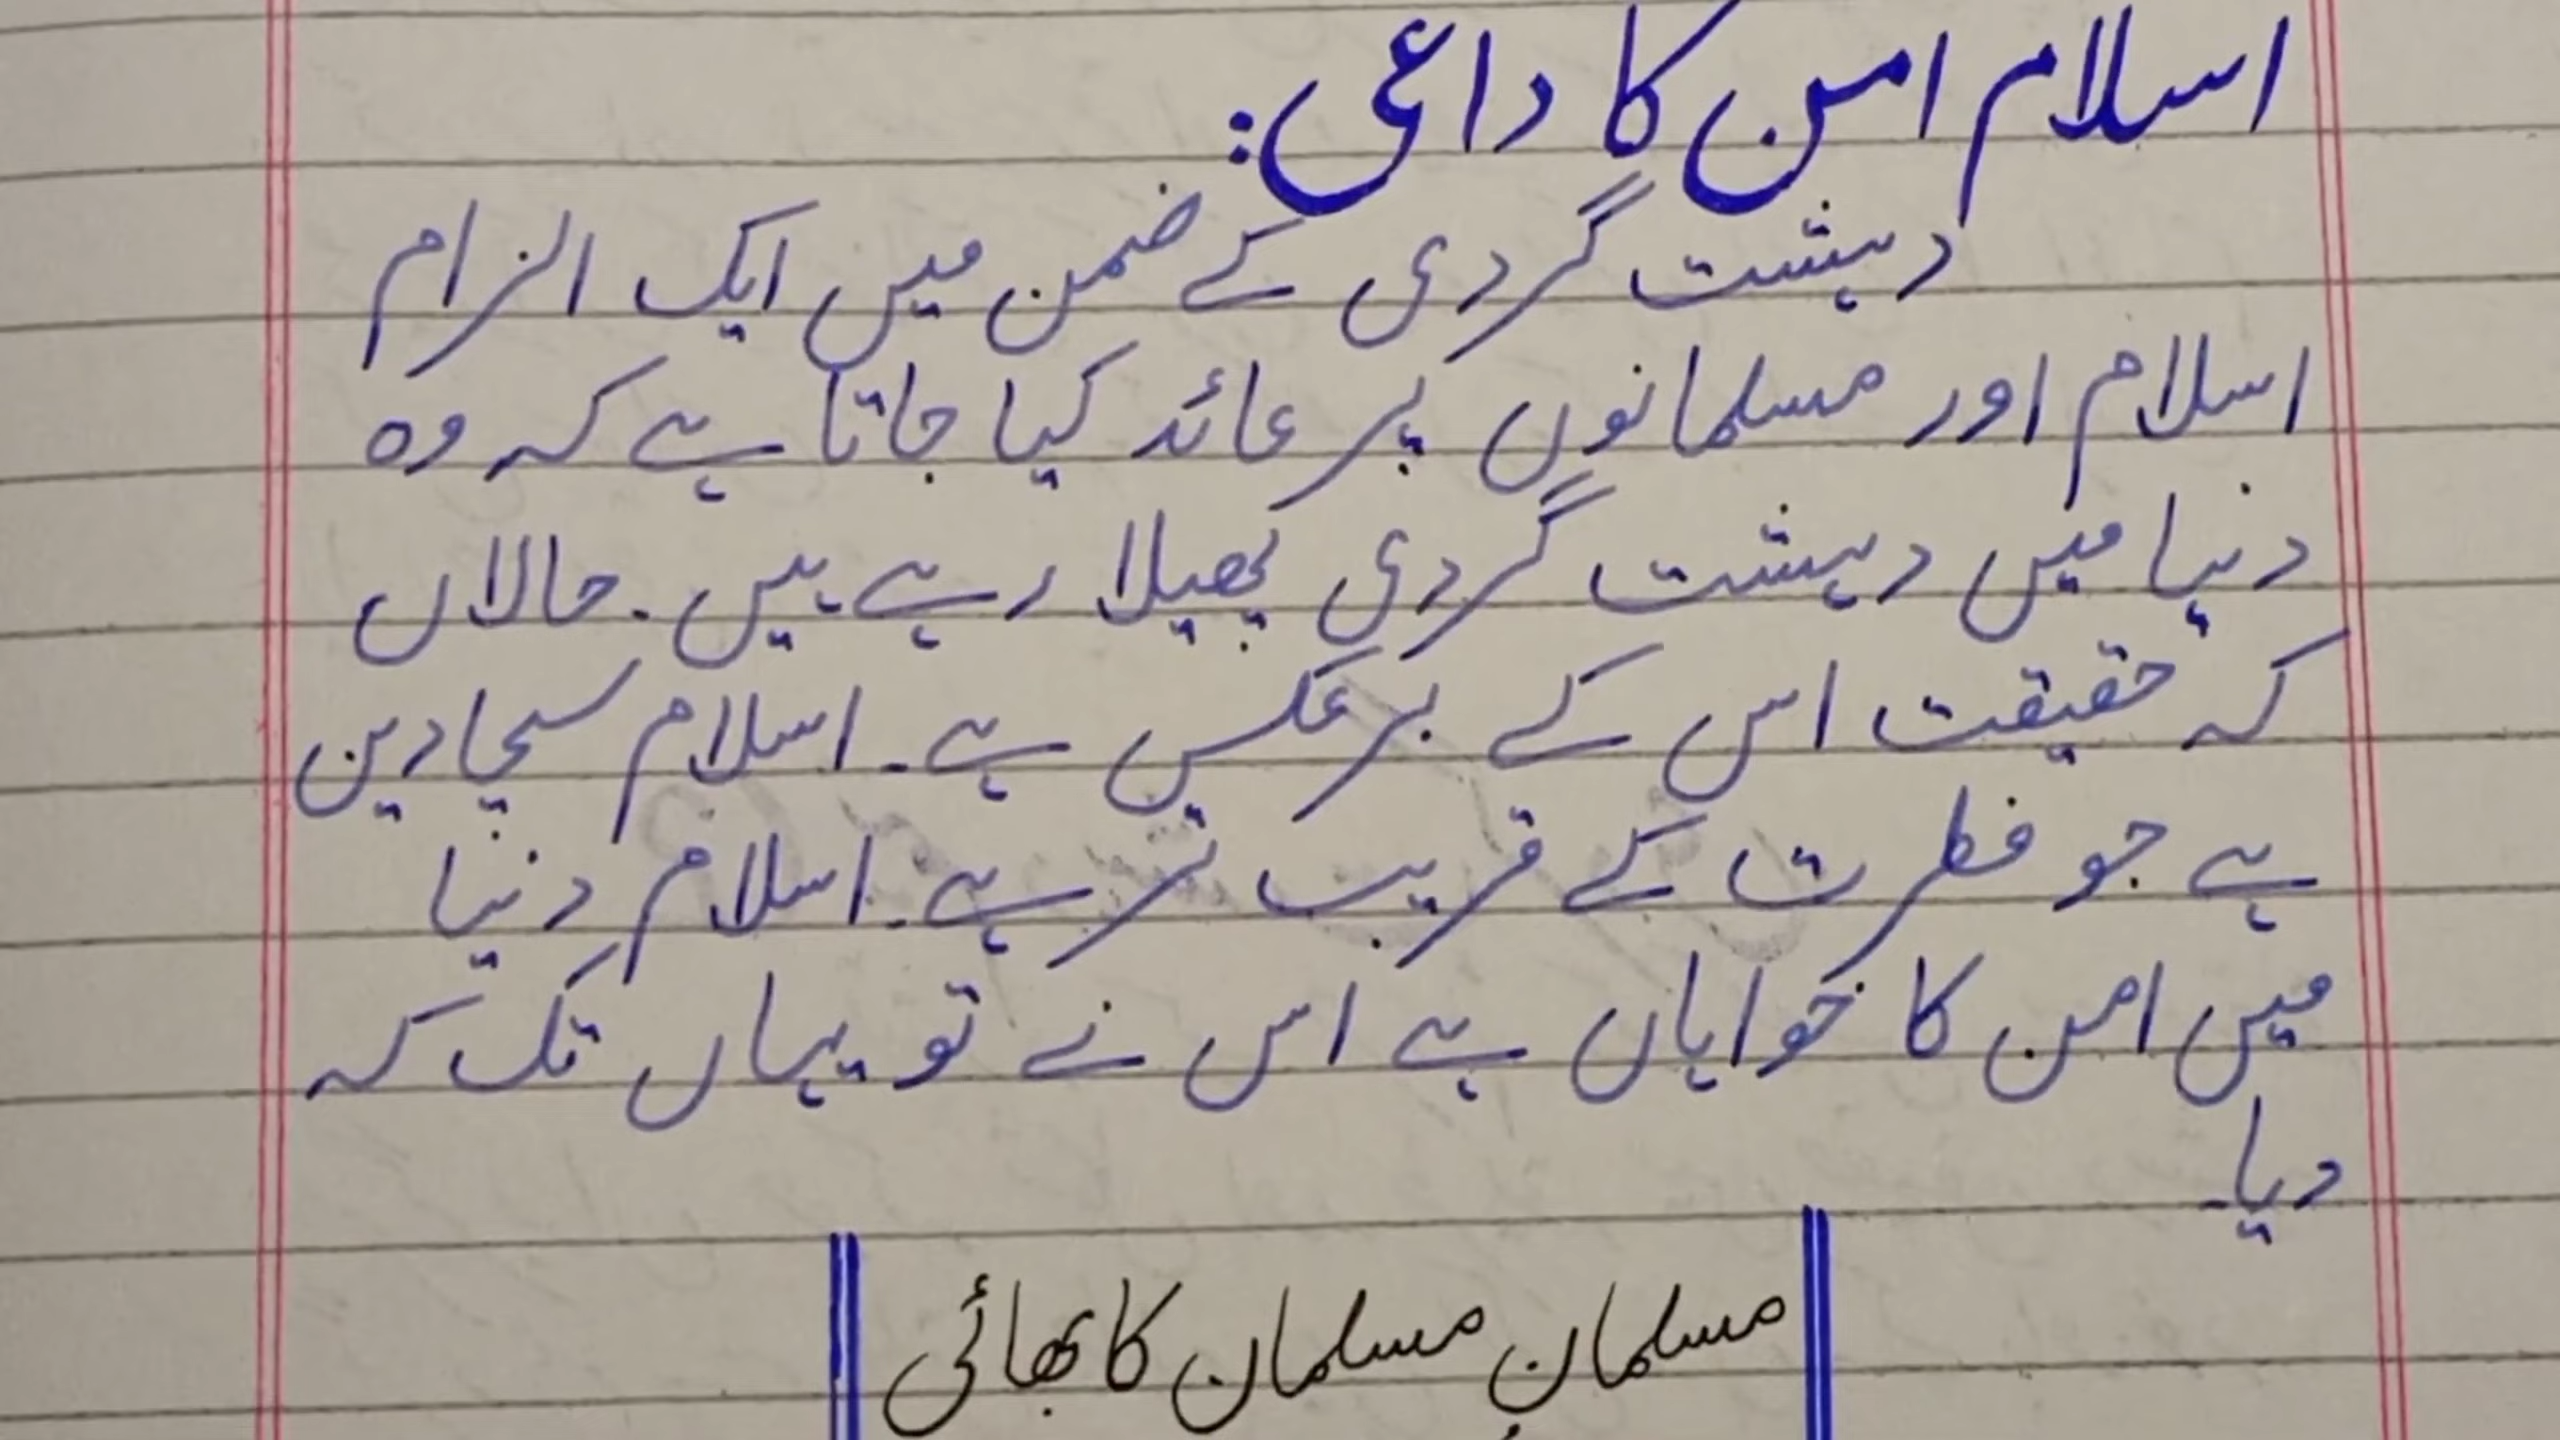 اسلام امن کا داعی:
دہشت گردی کے ضمن میں ایک الزام
اسلام اور مسلمانوں پر عائد کیا جاتا ہے کہ وہ
دنیا میں دہشت گردی پھیلا رہے ہیں۔ حالاں
کہ حقیقت اس کے برعکس ہے۔ اسلام سچا دین
ہے جو فطرت کے قریب تر ہے۔ اسلام دنیا
میں امن کا خواہاں ہے اس نے تو یہاں تک کہ
دیا۔
مسلمان مسلمان کا بھائی